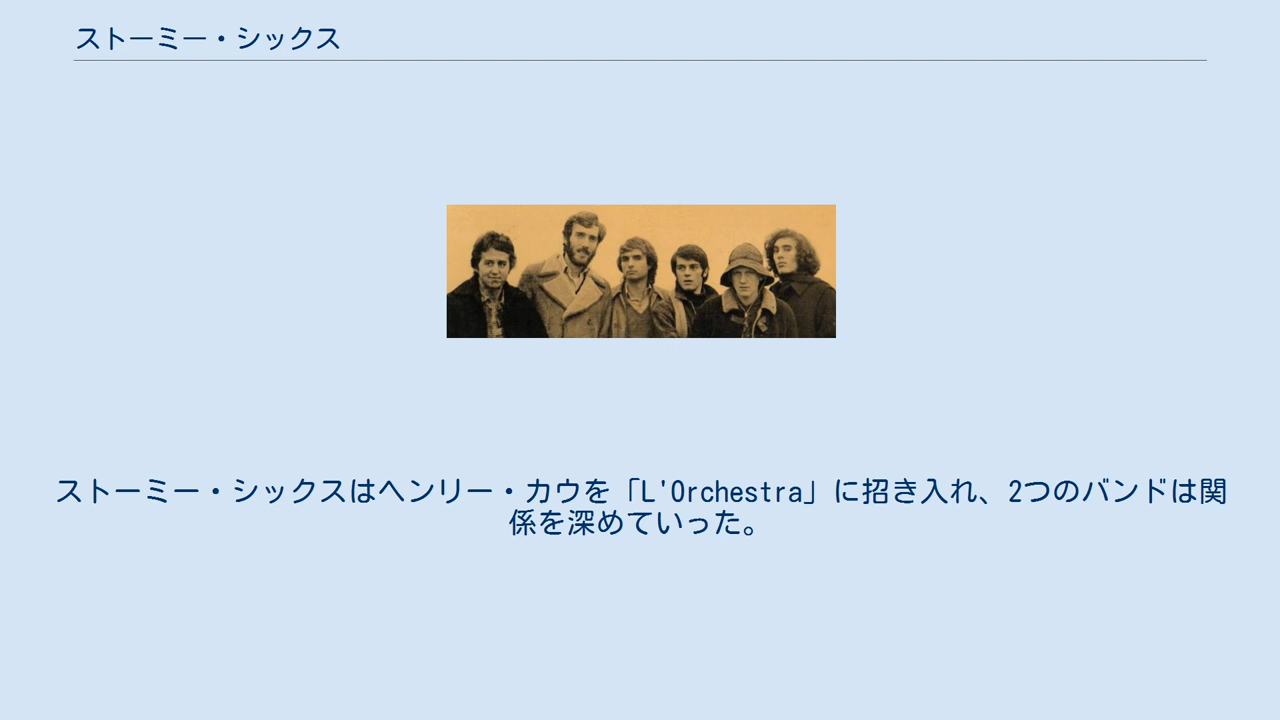 ストーミー・シックス
ストーミー・シックスはヘンリー・カウを「L'Orchestra」に招き入れ、2つのバンドは関
係を深めていった。